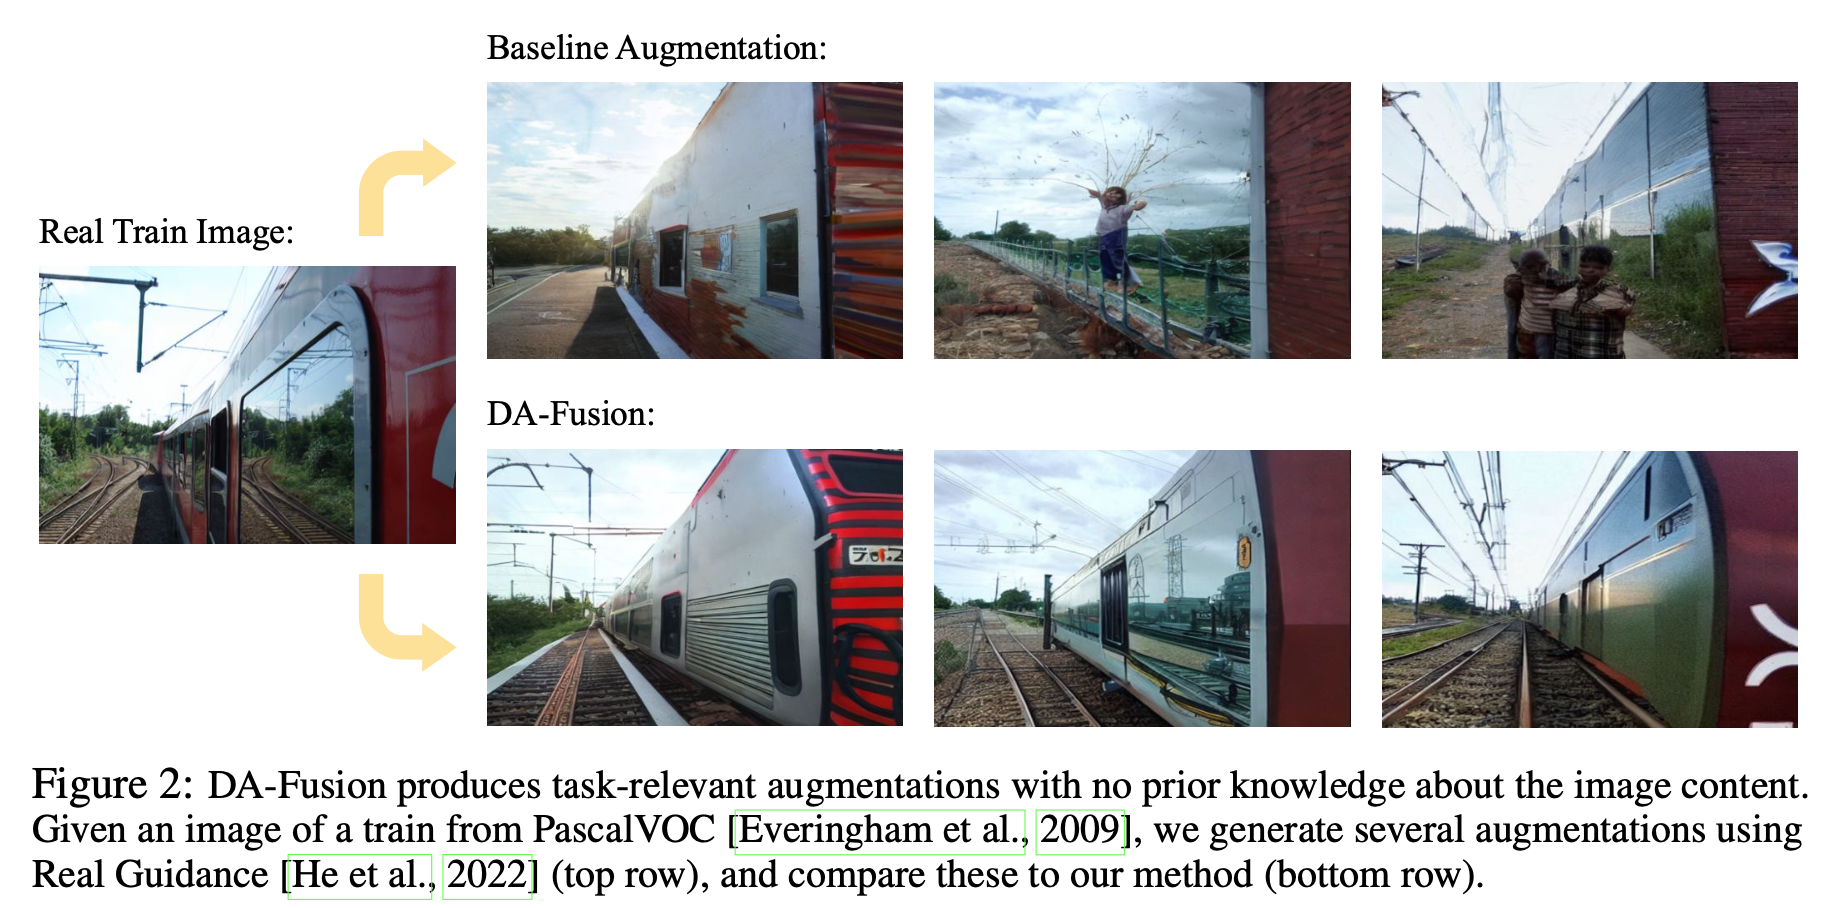 Baseline Augmentation:
Real Train Image:
DA-Fusion:
Figure 2: DA-Fusion produces task-relevant augmentations with no prior knowledge about the image content.
Given an image of a train from PascalVOC [Everingham et al., 2009], we generate several augmentations using
Real Guidance [He et al., 2022] (top row), and compare these to our method (bottom row).